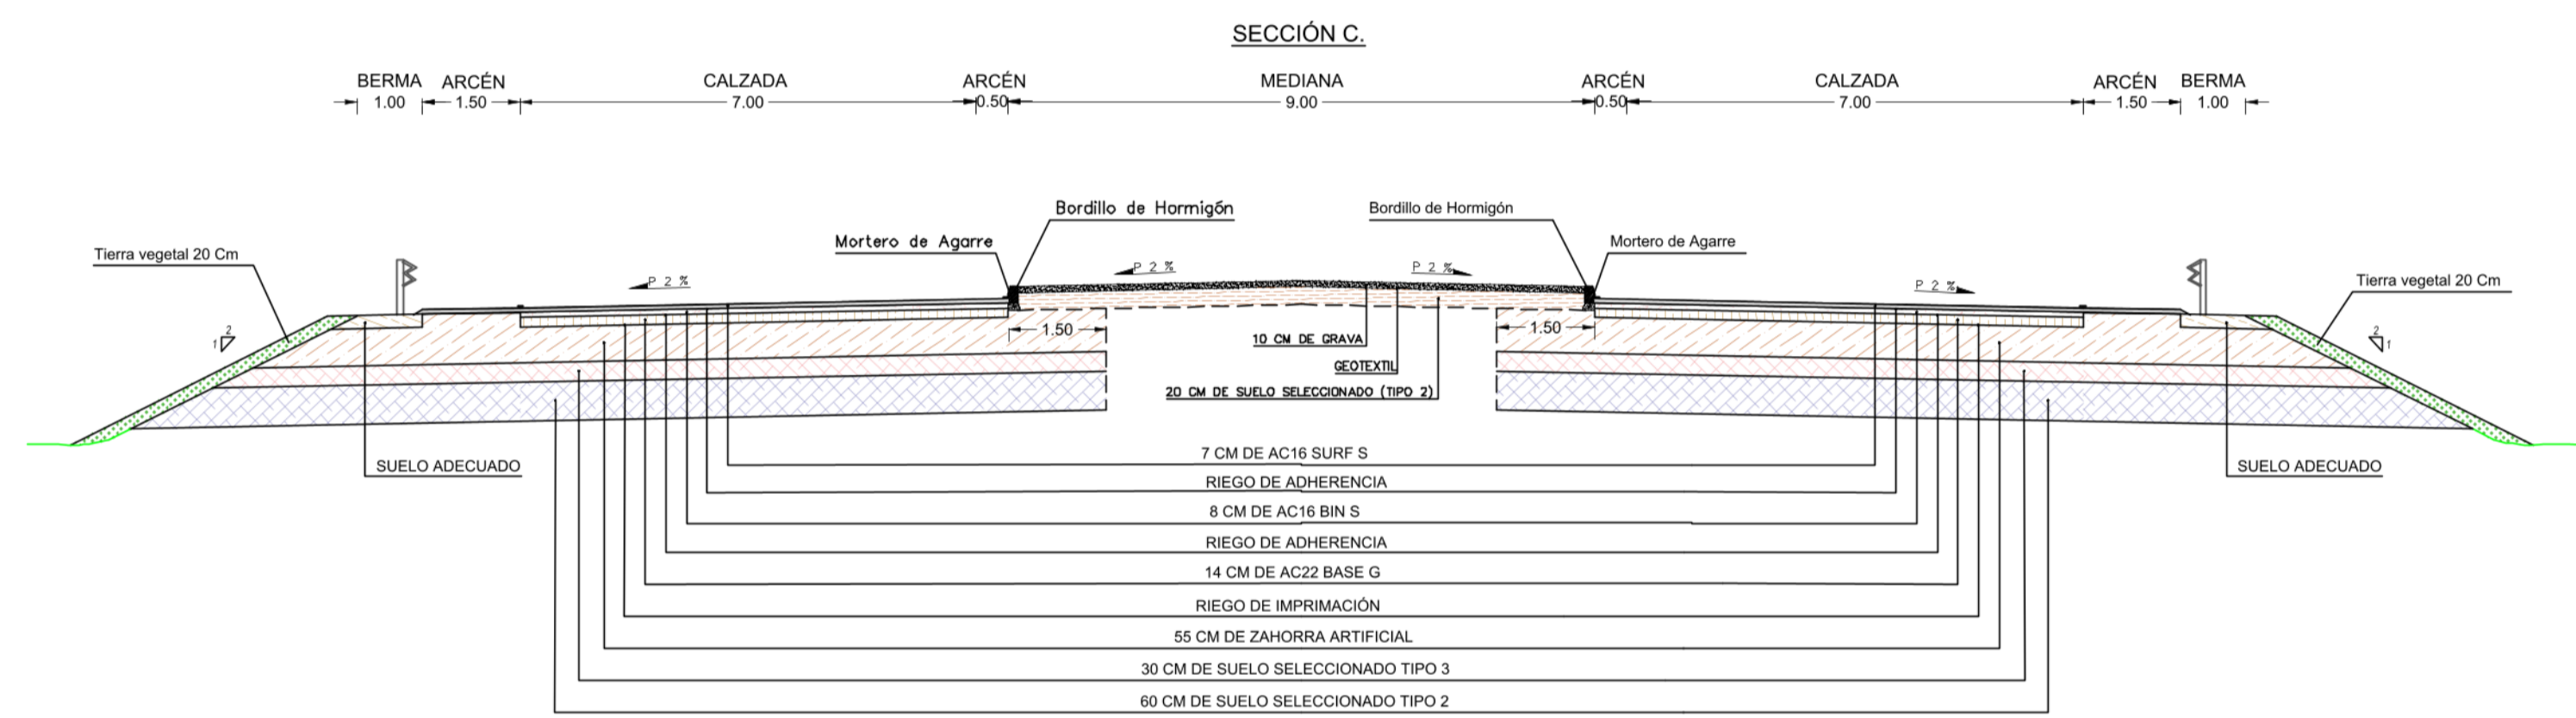 SECCIÓN C.
BERMA ARCÉN CALZADA ARCÉN MEDIANA ARCÉN CALZADA ARCÉN BERMA
1.00 1.50 7.00 0.50 9.00 0.50 7.00 1.50 1.00
Bordillo de Hormigón Bordillo de Hormigón
Mortero de Agarre Mortero de Agarre
Tierra vegetal 20 Cm Tierra vegetal 20 Cm
P 2 % P 2 %
P 2 % P 2 %
2 2
1 1
1.50 1.50
10 CM DE GRAVA
GEOTEXTIL
20 CM DE SUELO SELECCIONADO (TIPO 2)
7 CM DE AC16 SURF S
SUELO ADECUADO SUELO ADECUADO
RIEGO DE ADHERENCIA
8 CM DE AC16 BIN S
RIEGO DE ADHERENCIA
14 CM DE AC22 BASE G
RIEGO DE IMPRIMACIÓN
55 CM DE ZAHORRA ARTIFICIAL
30 CM DE SUELO SELECCIONADO TIPO 3
60 CM DE SUELO SELECCIONADO TIPO 2